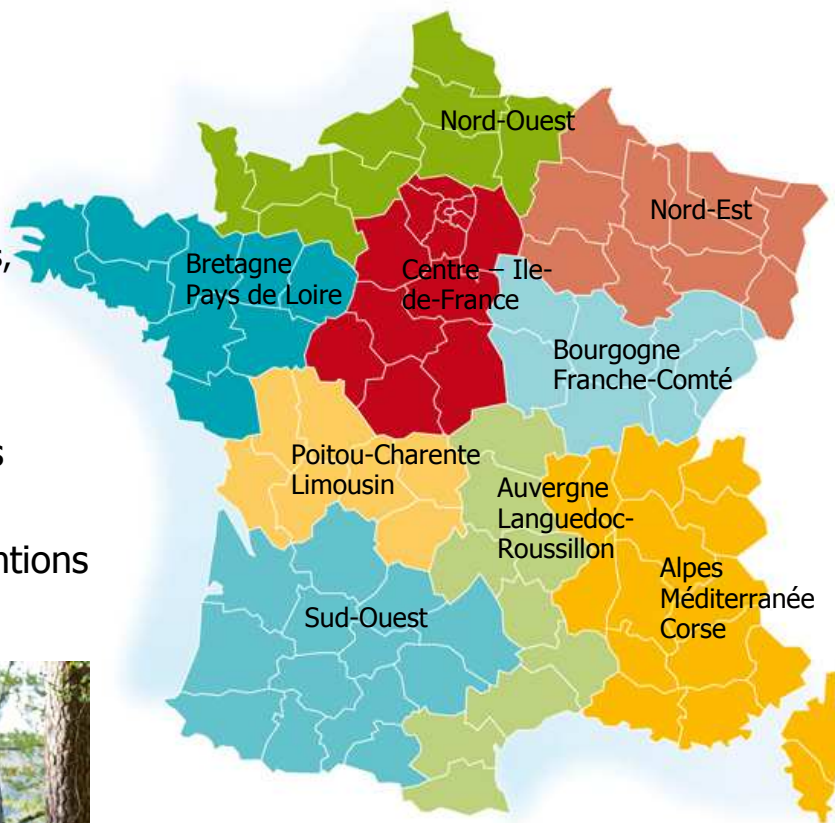 Nord-Ouest
Nord-Est
s,
Bretagne
Pays de Loire
Centre – Ile-
de-France
Bourgogne
Franche-Comté
s
Poitou-Charente
Limousin
Auvergne
Languedoc-
Roussillon
ntions
Alpes
Méditerranée
Corse
Sud-Ouest